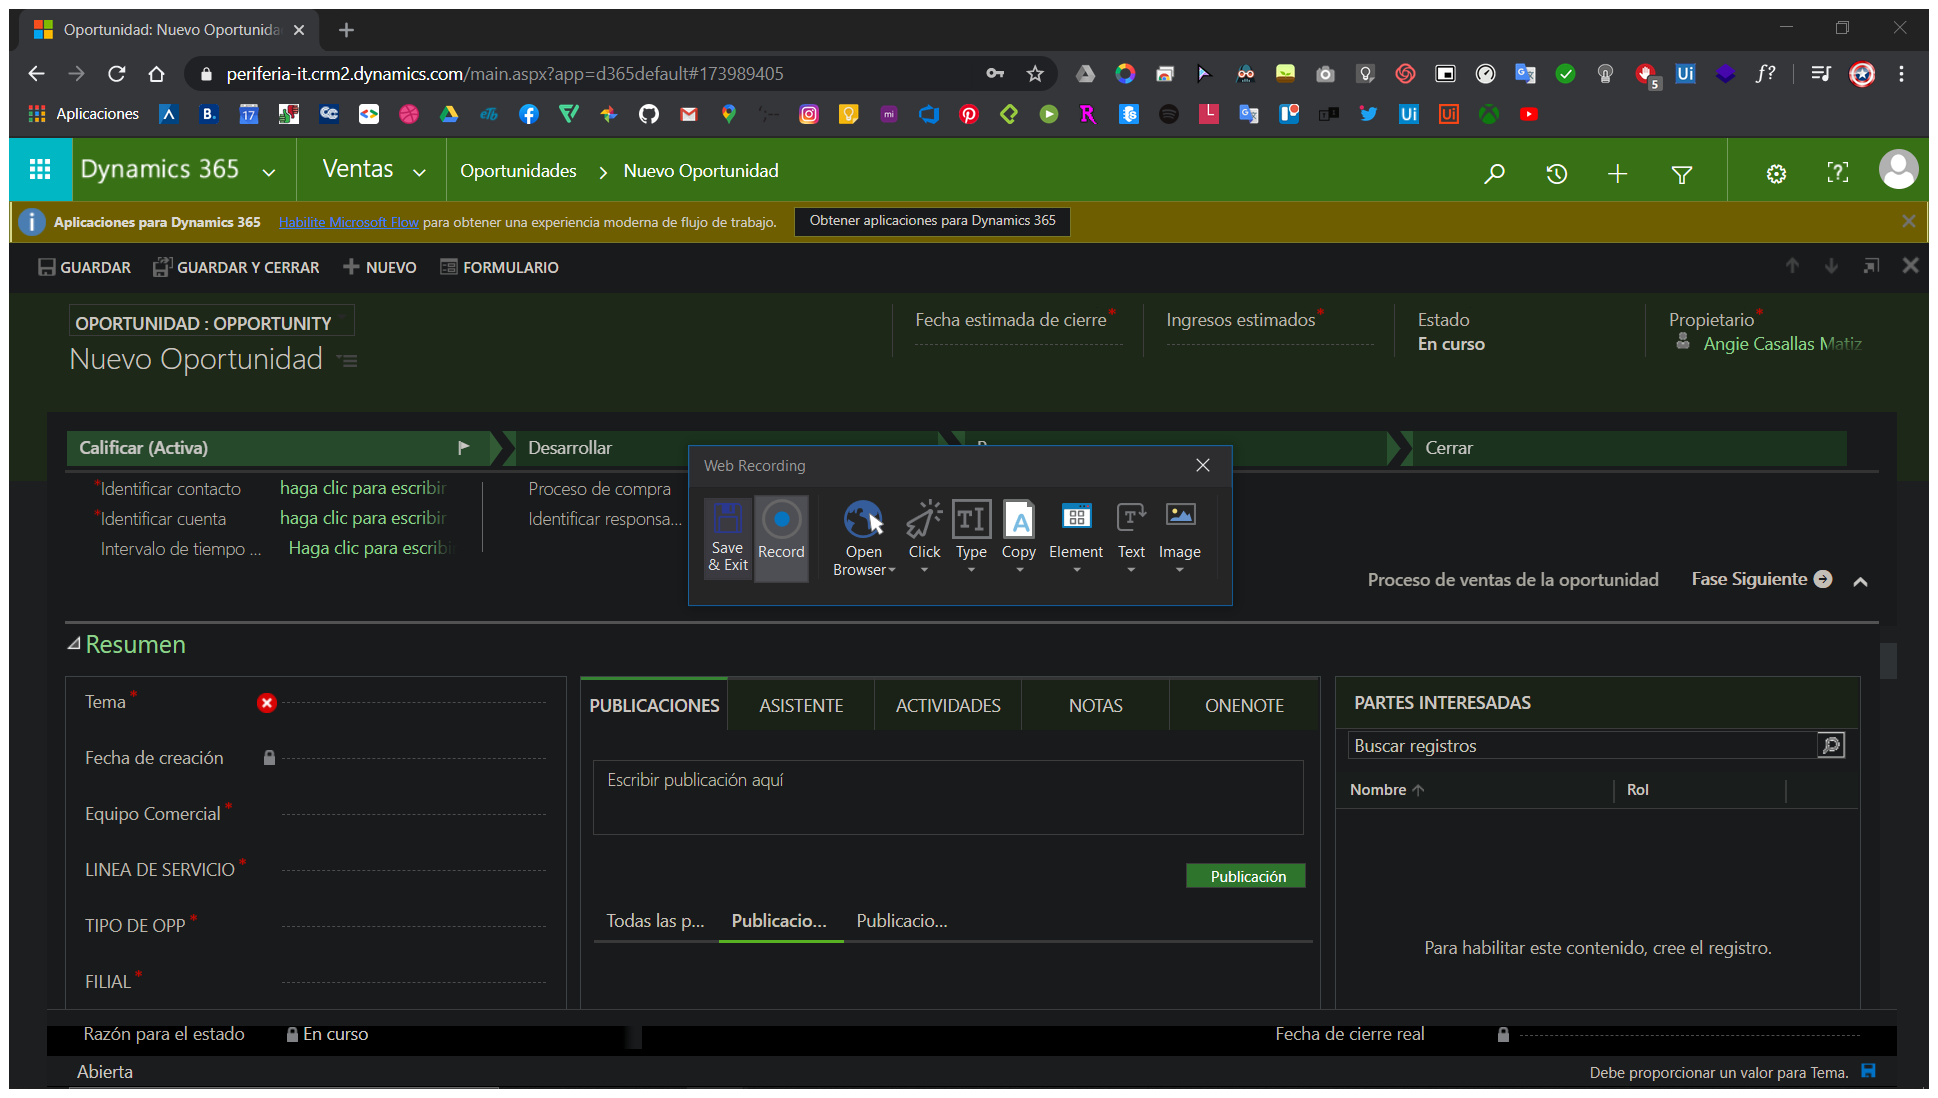 Oportunidad: Nuevo Oportunida
periferia-it.crm2.dynamics.com/main.aspx?app=d365default#173989405
Aplicaciones
Dynamics 365
Ventas
Oportunidades > Nuevo Oportunidad
Aplicaciones para Dynamics 365 Habilite Microsoft Flow para obtener una experiencia moderna de flujo de trabajo.
Obtener aplicaciones para Dynamics 365
GUARDAR
GUARDAR Y CERRAR
NUEVO
FORMULARIO
OPORTUNIDAD : OPPORTUNITY
Nuevo Oportunidad
Fecha estimada de cierre*
Ingresos estimados*
Estado
En curso
Propietario*
Angie Casallas Matiz
Calificar (Activa)
Desarrollar
Cerrar
*Identificar contacto haga clic para escribir
*Identificar cuenta haga clic para escribir
Intervalo de tiempo ... Haga clic para escribi
Proceso de compra
Identificar responsa...
Web Recording
Save & Exit
Record
Open Browser
Click
Type
Copy
Element
Text
Image
Proceso de ventas de la oportunidad
Fase Siguiente
Resumen
Tema*
Fecha de creación
Equipo Comercial*
LINEA DE SERVICIO*
TIPO DE OPP*
FILIAL*
PUBLICACIONES
ASISTENTE
ACTIVIDADES
NOTAS
ONENOTE
Escribir publicación aquí
Publicación
Todas las p...
Publicacio...
Publicacio...
PARTES INTERESADAS
Buscar registros
Nombre
Rol
Para habilitar este contenido, cree el registro.
Razón para el estado En curso
Fecha de cierre real
Abierta
Debe proporcionar un valor para Tema.